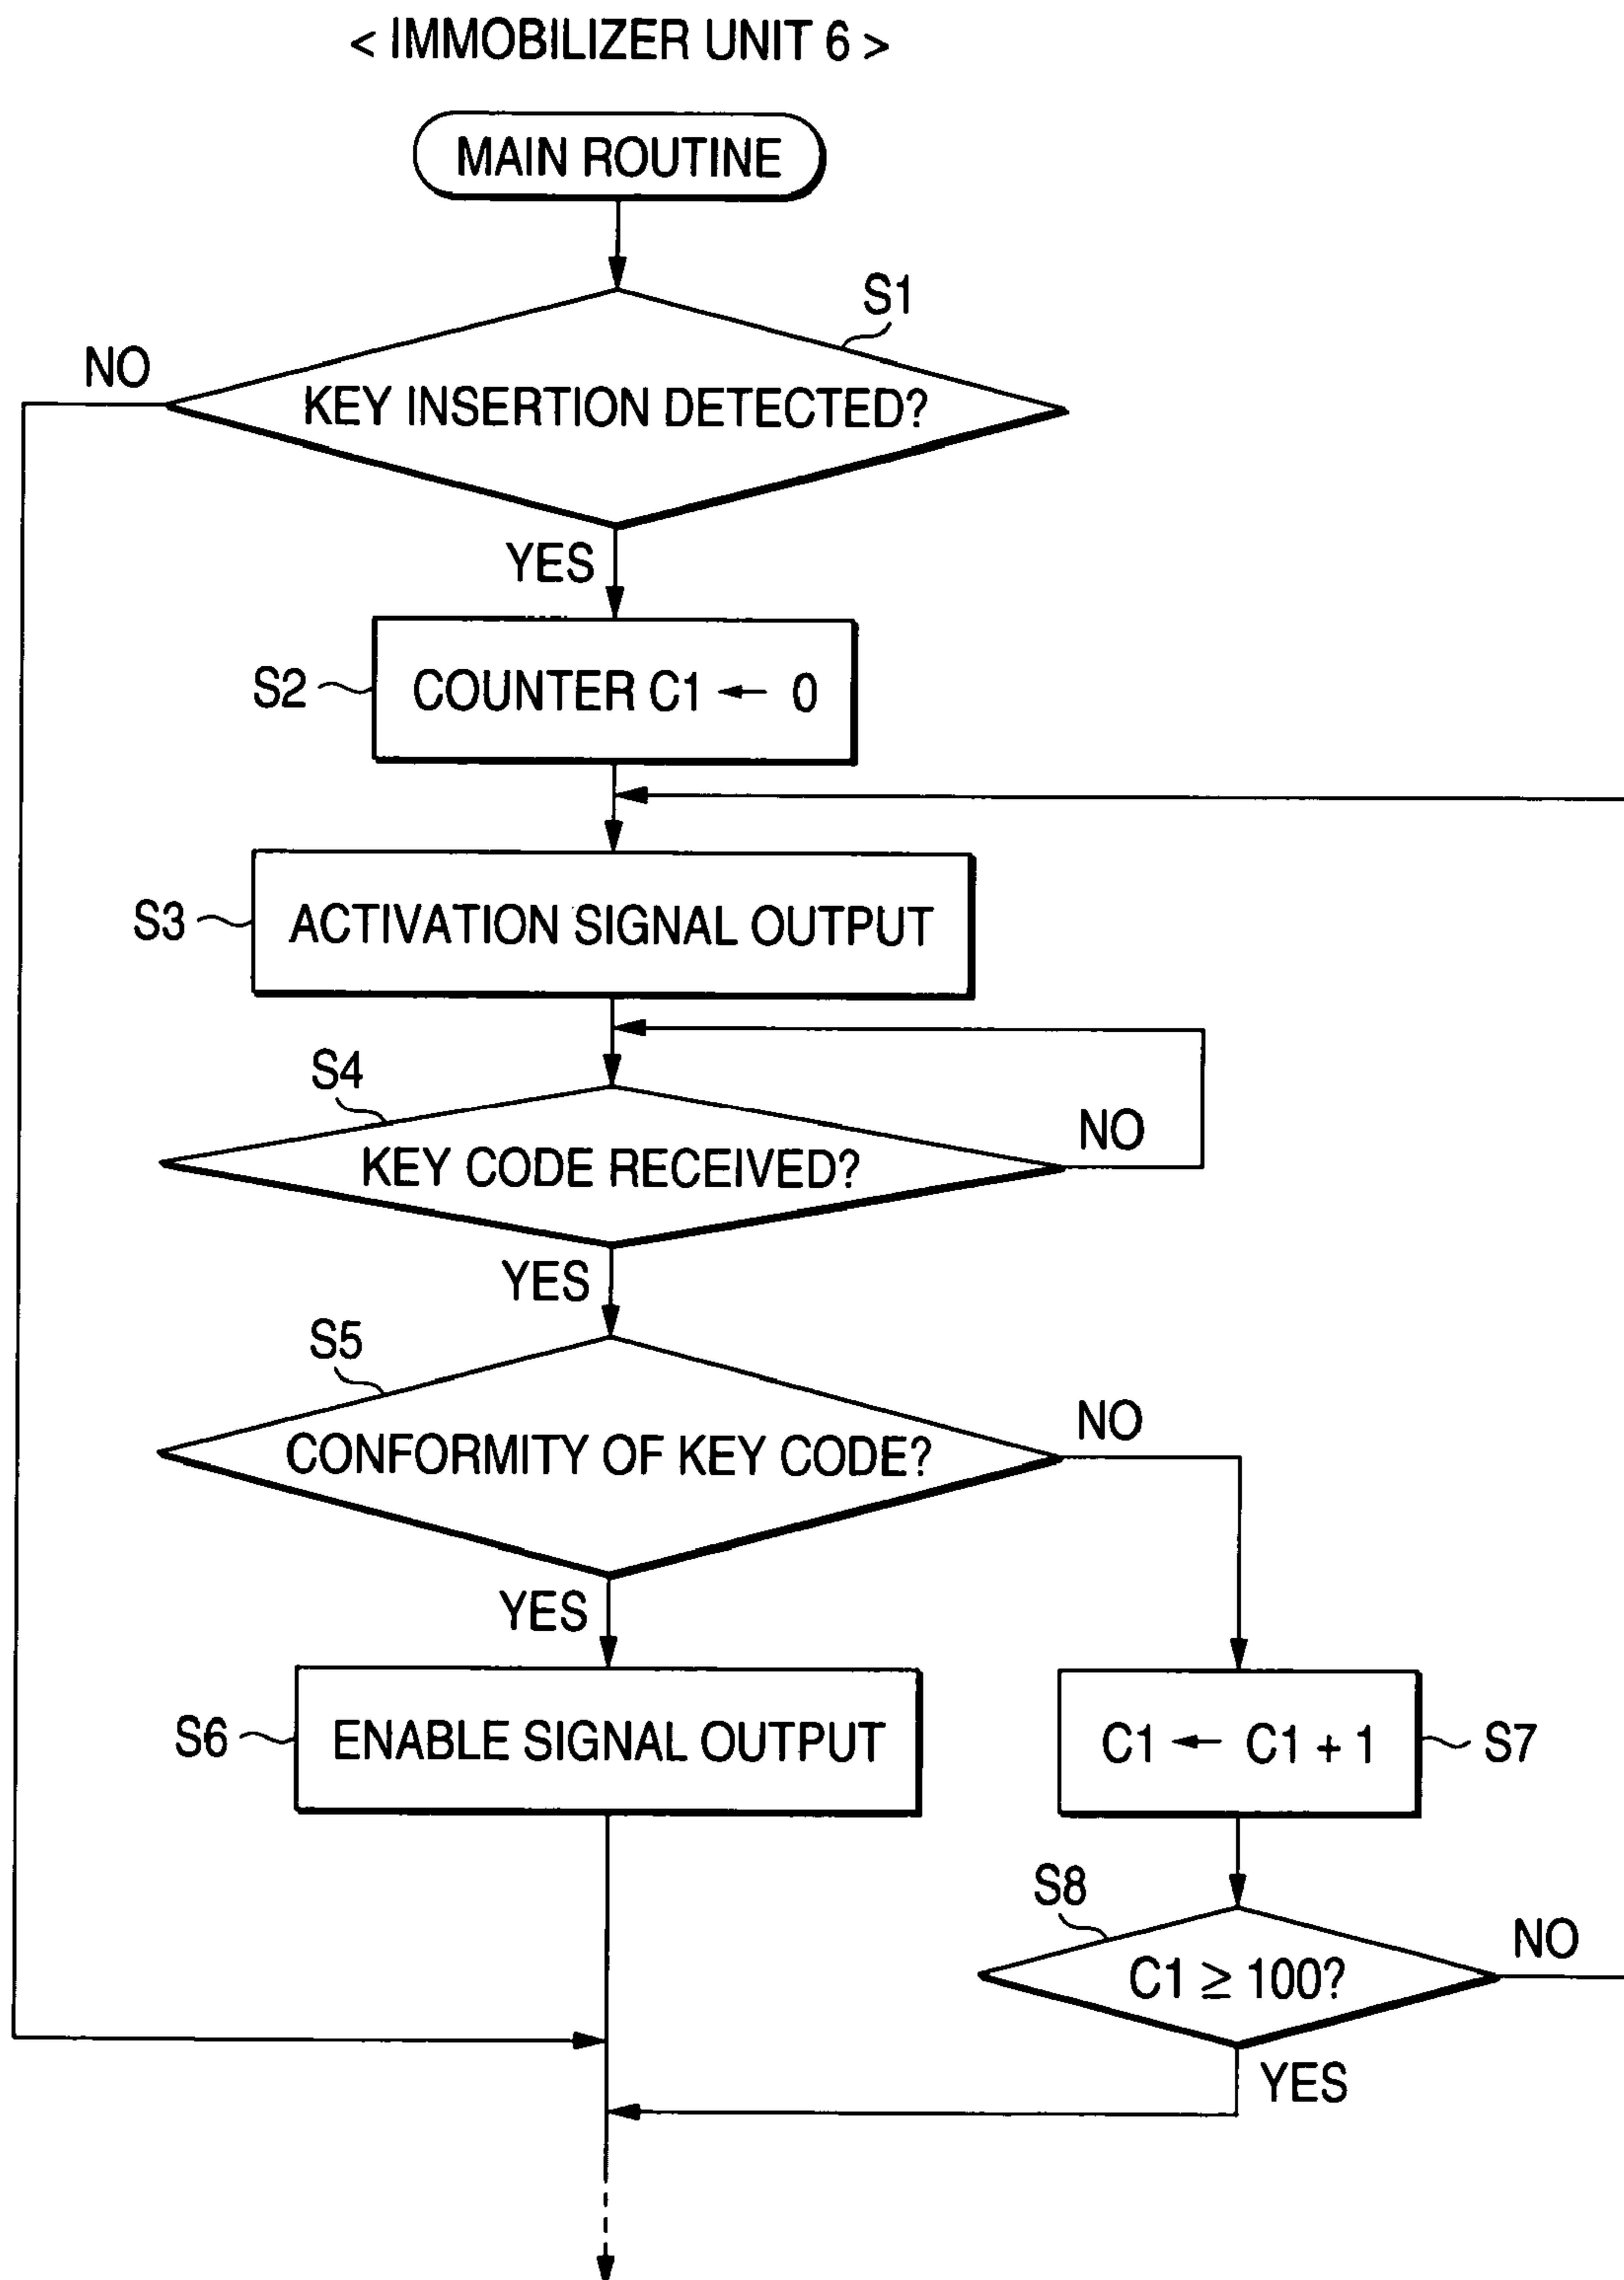 < IMMOBILIZER UNIT 6 >
MAIN ROUTINE
S1
NO
KEY INSERTION DETECTED?
YES
S2
COUNTER C1 ← 0
S3
ACTIVATION SIGNAL OUTPUT
S4
NO
KEY CODE RECEIVED?
YES
S5
NO
CONFORMITY OF KEY CODE?
YES
S6
ENABLE SIGNAL OUTPUT
C1 ← C1 + 1
S7
S8
NO
C1 ≥ 100?
YES